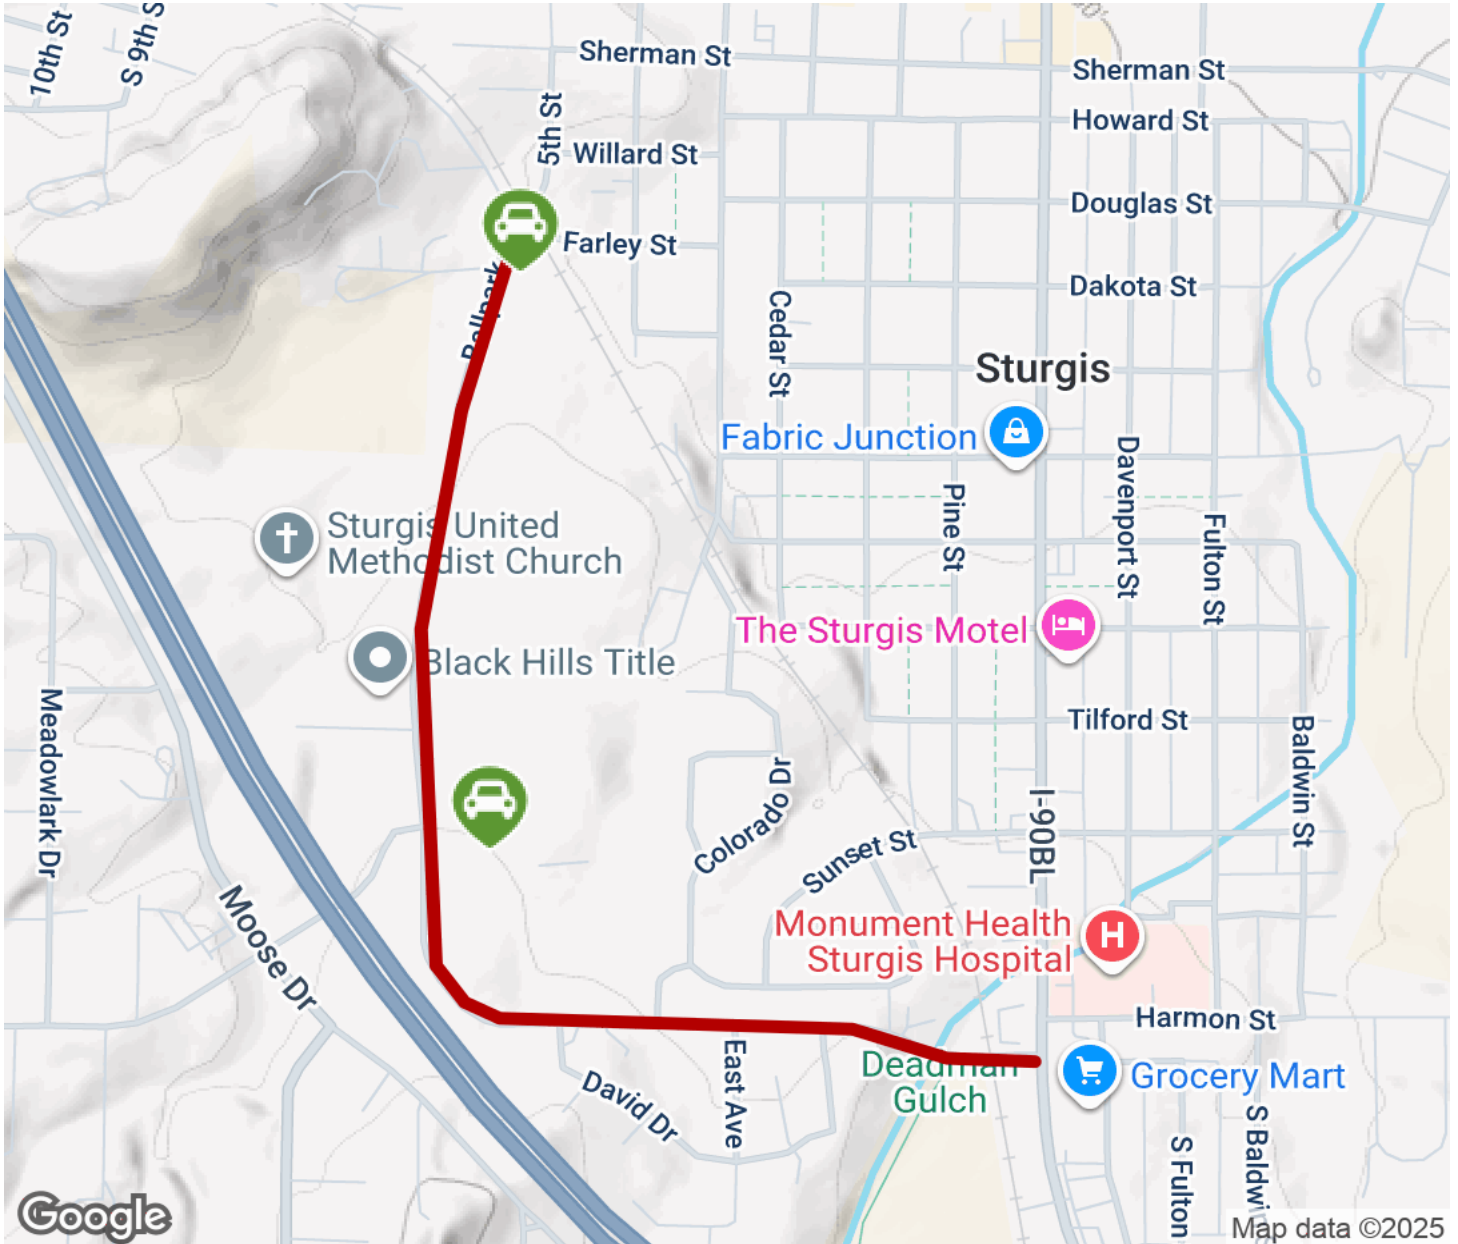 10th St
S 9th S
Sherman St
Sherman St
Howard St
5th St
Willard St
Douglas St
Farley St
Dakota St
Ballpark
Cedar St
Sturgis
Fabric Junction
Davenport St
Pine St
Fulton St
Sturgis United
Methodist Church
The Sturgis Motel
Black Hills Title
Meadowlark Dr
Tilford St
Baldwin St
Colorado Dr
I-90BL
Sunset St
Moose Dr
Monument Health
Sturgis Hospital
H
Harmon St
East Ave
David Dr
Deadman
Gulch
Grocery Mart
S Fulton
S Baldwi
Google
Map data ©2025